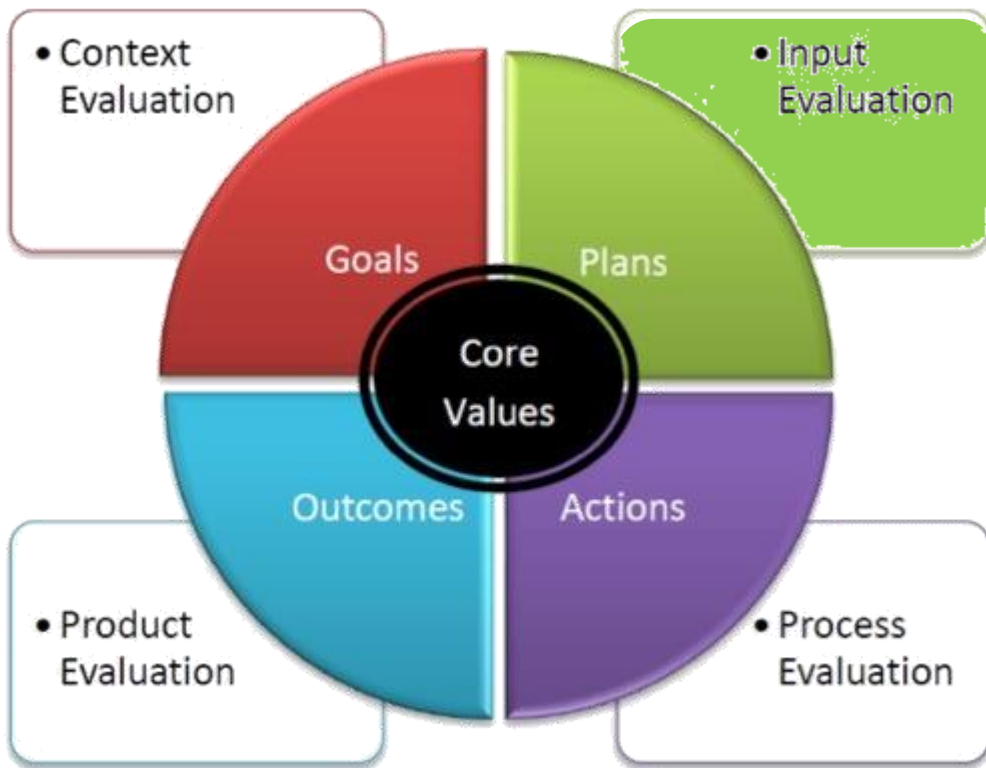 • Context
Evaluation
• Input
Evaluation
Goals
Plans
Core
Values
Outcomes
Actions
• Product
Evaluation
• Process
Evaluation